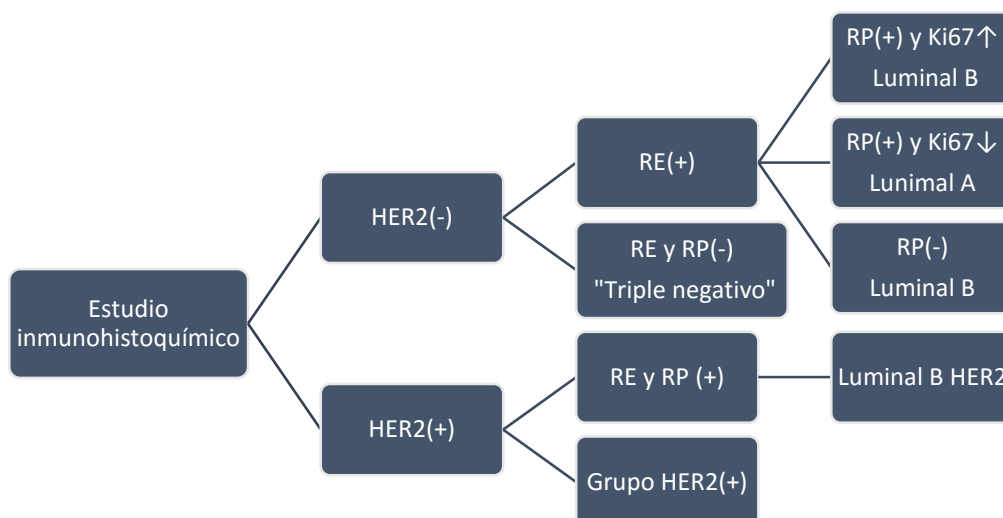 Estudio
inmunohistoquímico
HER2(-)
RE(+)
RP(+) y Ki67↑
Luminal B
RP(+) y Ki67↓
Lunimal A
RP(-)
Luminal B
RE y RP(-)
"Triple negativo"
HER2(+)
RE y RP (+)
Luminal B HER2
Grupo HER2(+)